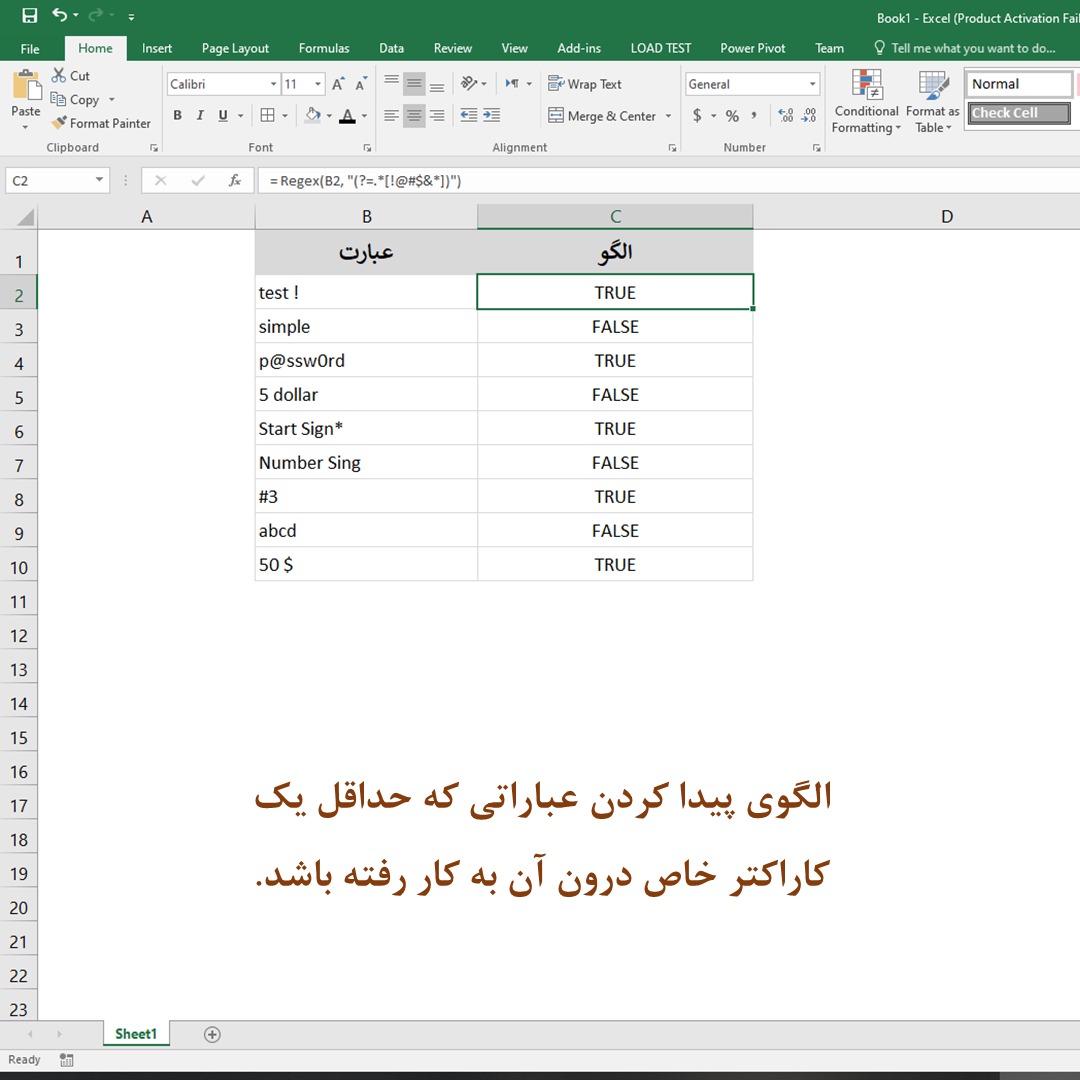 Book1 - Excel (Product Activation Fai
File Home Insert Page Layout Formulas Data Review View Add-ins LOAD TEST Power Pivot Team Tell me what you want to do...
Paste
Cut
Copy
Format Painter
Clipboard
Calibri 11
B I U
Font
Wrap Text
Merge & Center
Alignment
General
$ % ,
Number
Conditional Formatting
Format as Table
Normal
Check Cell
C2 fx =Regex(B2, "(?=.*[!@#$&*])")
A B C D
1 عبارت الگو
2 test ! TRUE
3 simple FALSE
4 p@ssw0rd TRUE
5 5 dollar FALSE
6 Start Sign* TRUE
7 Number Sing FALSE
8 #3 TRUE
9 abcd FALSE
10 50 $ TRUE
11
12
13
14
15
16
17
18
19
20
21
22
23
الگوی پیدا کردن عباراتی که حداقل یک
کاراکتر خاص درون آن به کار رفته باشد.
Sheet1
Ready